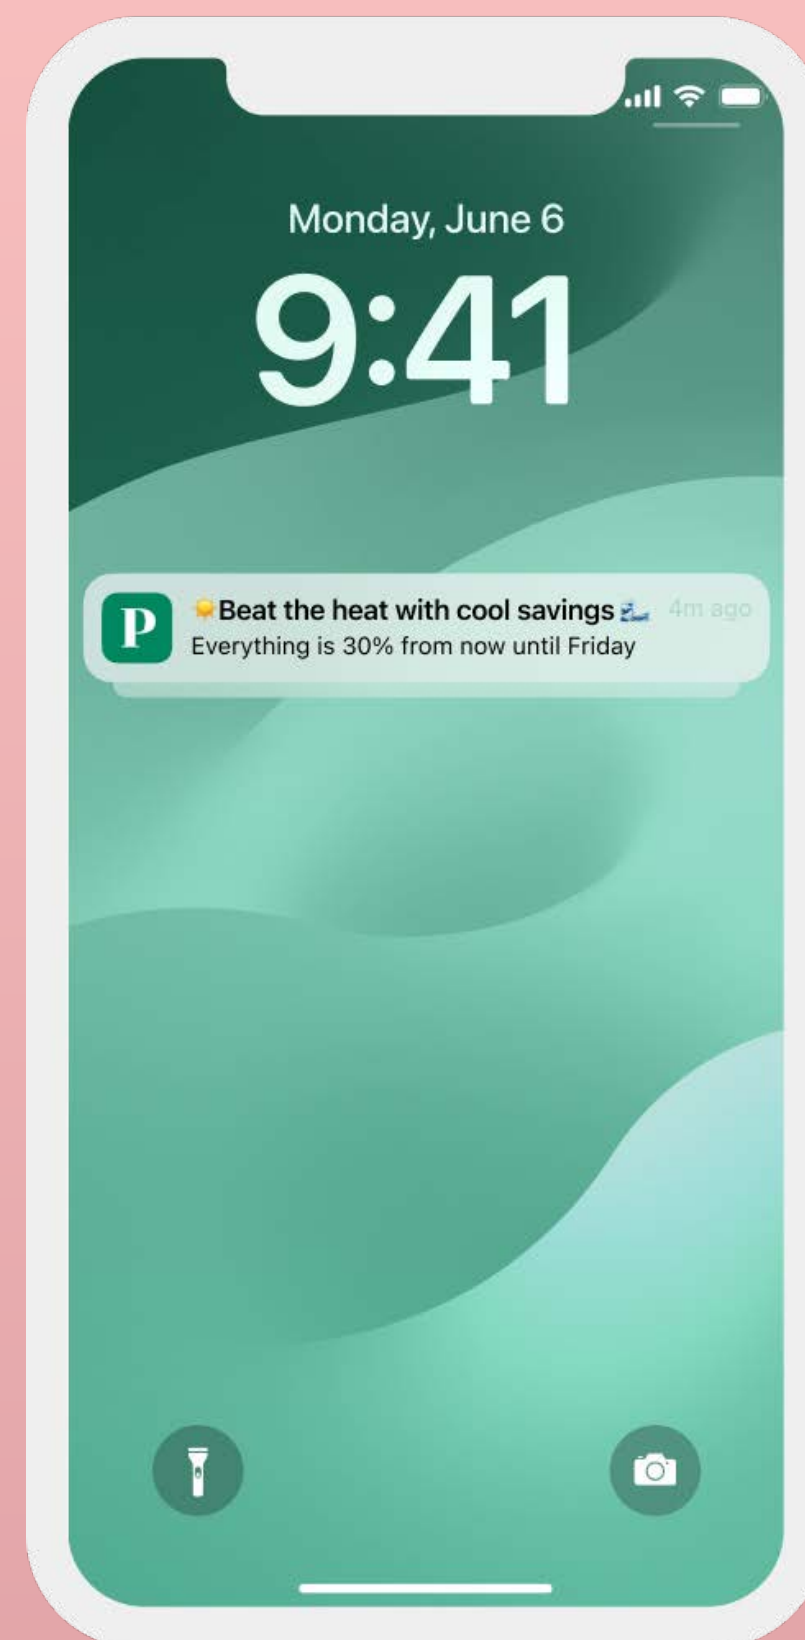 Monday, June 6
9:41
P
☀️Beat the heat with cool savings🌊 4m ago
Everything is 30% from now until Friday